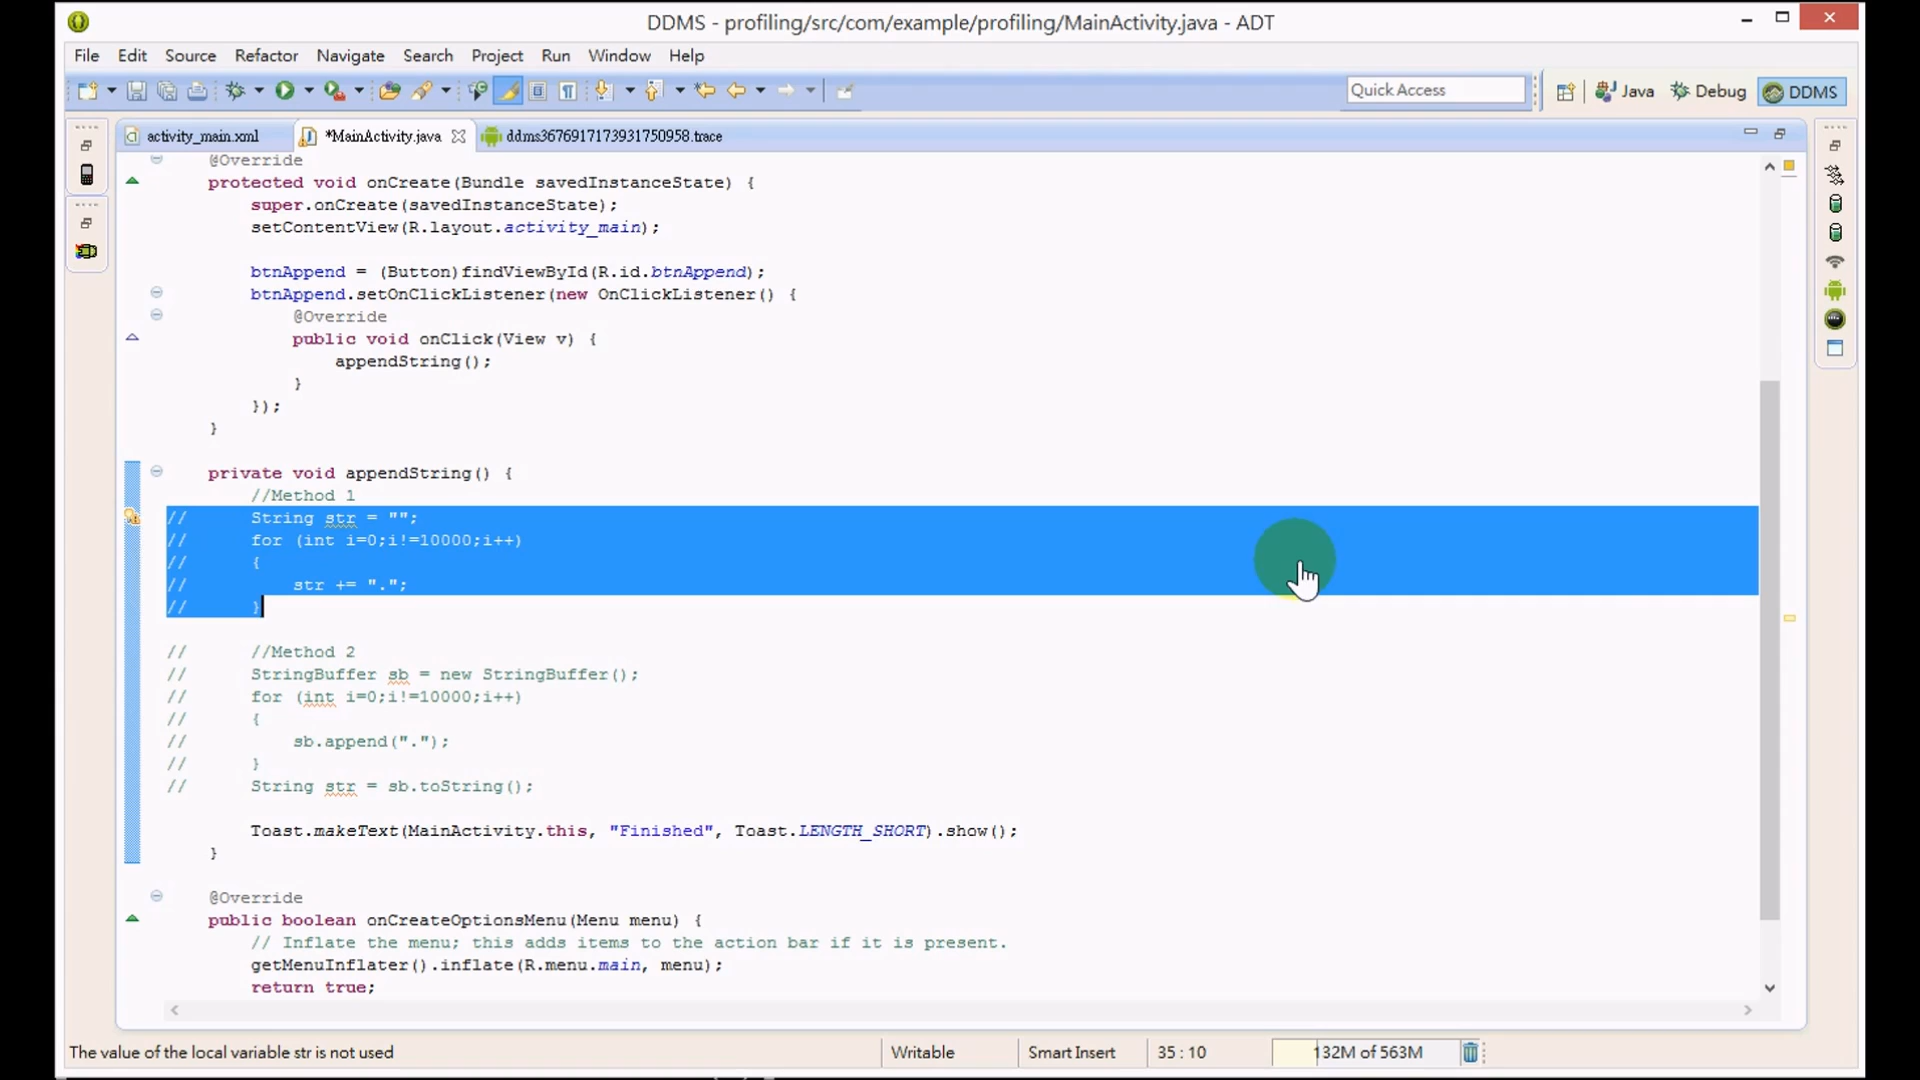 DDMS - profiling/src/com/example/profiling/MainActivity.java - ADT
File Edit Source Refactor Navigate Search Project Run Window Help
Quick Access Java Debug DDMS
activity_main.xml *MainActivity.java ddms3676917173931750958.trace
@Override
protected void onCreate(Bundle savedInstanceState) {
super.onCreate(savedInstanceState);
setContentView(R.layout.activity_main);
btnAppend = (Button)findViewById(R.id.btnAppend);
btnAppend.setOnClickListener(new OnClickListener() {
@Override
public void onClick(View v) {
appendString();
}
});
}
private void appendString() {
//Method 1
// String str = "";
// for (int i=0;i!=10000;i++)
// {
// str += ".";
// }
// //Method 2
// StringBuffer sb = new StringBuffer();
// for (int i=0;i!=10000;i++)
// {
// sb.append(".");
// }
// String str = sb.toString();
Toast.makeText(MainActivity.this, "Finished", Toast.LENGTH_SHORT).show();
}
@Override
public boolean onCreateOptionsMenu(Menu menu) {
// Inflate the menu; this adds items to the action bar if it is present.
getMenuInflater().inflate(R.menu.main, menu);
return true;
The value of the local variable str is not used Writable Smart Insert 35 : 10 132M of 563M